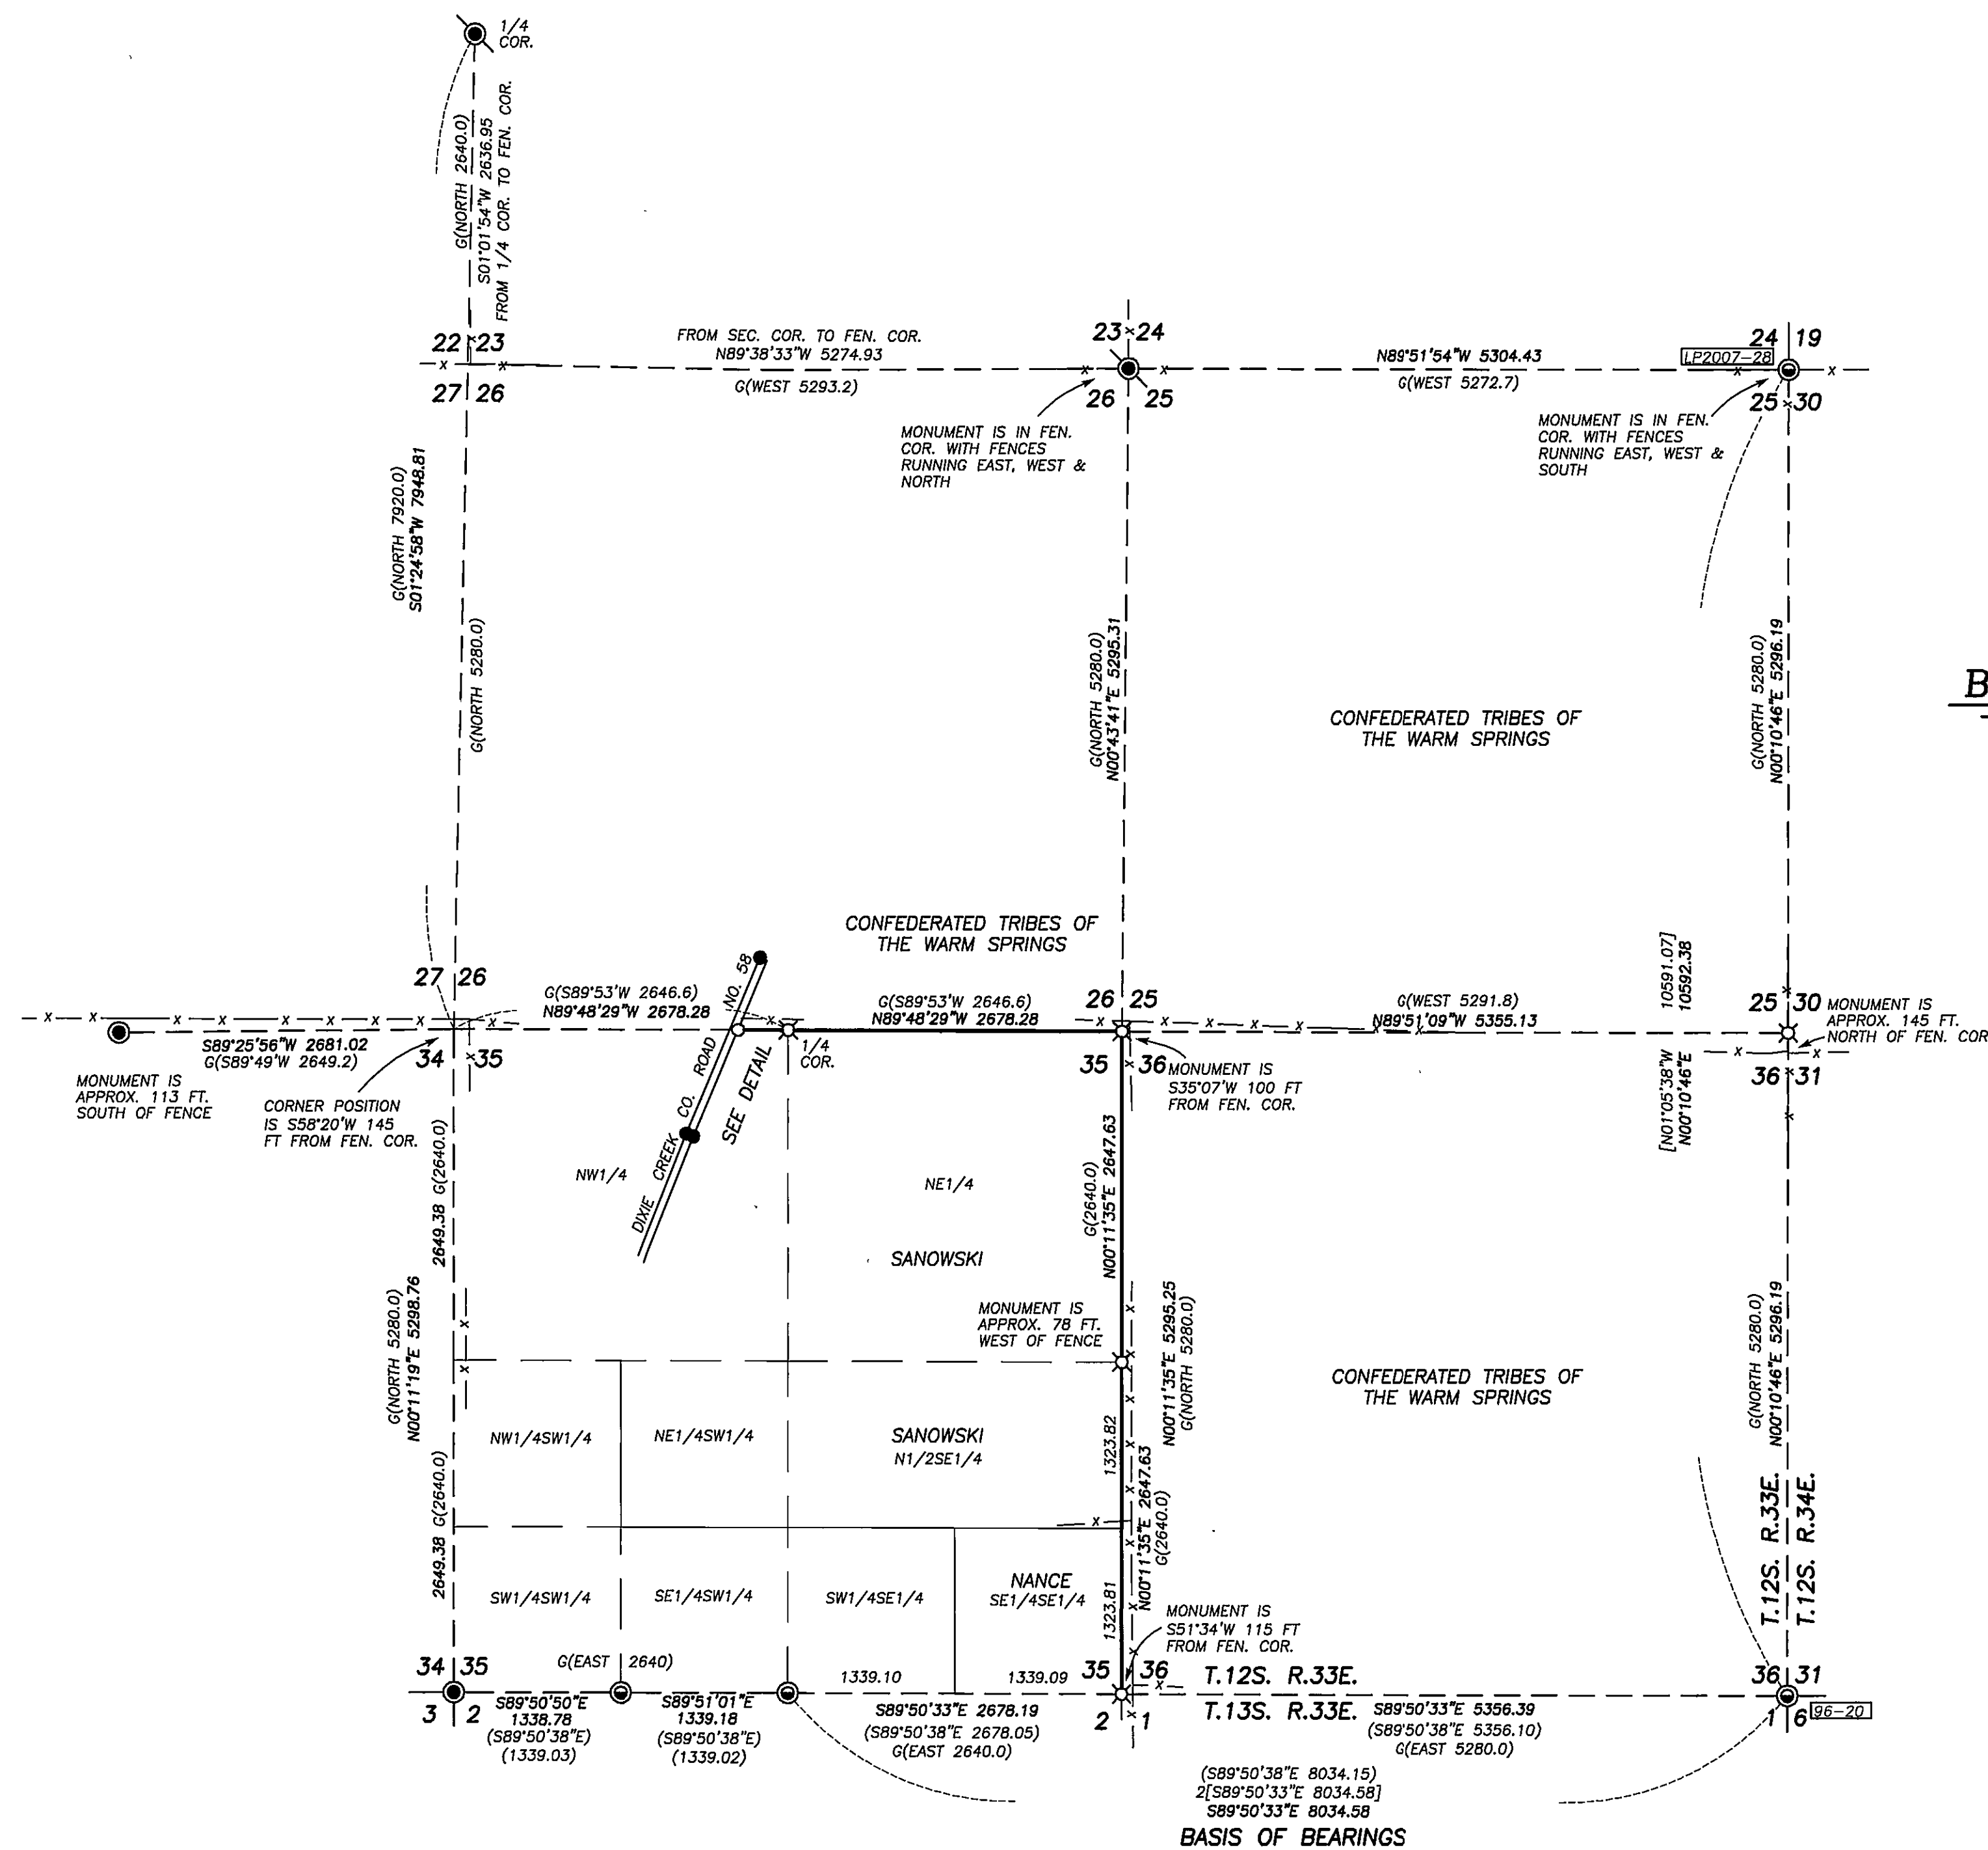 1/4
COR.
G(NORTH 2640.0)
S01°01'54"W 2636.95
FROM 1/4 COR. TO FEN. COR.
22 23
27 26
FROM SEC. COR. TO FEN. COR.
N89°38'33"W 5274.93
G(WEST 5293.2)
23 24
26 25
MONUMENT IS IN FEN.
COR. WITH FENCES
RUNNING EAST, WEST &
NORTH
N89°51'54"W 5304.43
G(WEST 5272.7)
LP2007-28
24 19
25 30
MONUMENT IS IN FEN.
COR. WITH FENCES
RUNNING EAST, WEST &
SOUTH
G(NORTH 7920.0)
S01°24'58"W 7948.81
G(NORTH 5280.0)
G(NORTH 5280.0)
N00°43'41"E 5295.31
CONFEDERATED TRIBES OF
THE WARM SPRINGS
G(NORTH 5280.0)
N00°10'46"E 5296.19
B
CONFEDERATED TRIBES OF
THE WARM SPRINGS
27 26
34 35
S89°25'56"W 2681.02
G(S89°49'W 2649.2)
MONUMENT IS
APPROX. 113 FT.
SOUTH OF FENCE
CORNER POSITION
IS S58°20'W 145
FT FROM FEN. COR.
G(S89°53'W 2646.6)
N89°48'29"W 2678.28
DIXIE CREEK CO. ROAD NO. 58
SEE DETAIL
1/4
COR.
G(S89°53'W 2646.6)
N89°48'29"W 2678.28
26 25
35 36
MONUMENT IS
S35°07'W 100 FT
FROM FEN. COR.
G(WEST 5291.8)
N89°51'09"W 5355.13
[N01°05'38"W 10591.07]
N00°10'46"E 10592.38
25 30
36 31
MONUMENT IS
APPROX. 145 FT.
NORTH OF FEN. COR
2649.38 G(2640.0)
NW1/4
NE1/4
SANOWSKI
G(2640.0)
N00°11'35"E 2647.63
G(NORTH 5280.0)
N00°11'19"E 5298.76
MONUMENT IS
APPROX. 78 FT.
WEST OF FENCE
N00°11'35"E 5295.25
G(NORTH 5280.0)
CONFEDERATED TRIBES OF
THE WARM SPRINGS
G(NORTH 5280.0)
N00°10'46"E 5296.19
NW1/4SW1/4
NE1/4SW1/4
SANOWSKI
N1/2SE1/4
1323.82
N00°11'35"E 2647.63
G(2640.0)
2649.38 G(2640.0)
SW1/4SW1/4
SE1/4SW1/4
SW1/4SE1/4
NANCE
SE1/4SE1/4
1323.81
MONUMENT IS
S51°34'W 115 FT
FROM FEN. COR.
T.12S. R.33E.
T.12S. R.34E.
34 35
3 2
G(EAST 2640)
S89°50'50"E
1338.78
(S89°50'38"E)
(1339.03)
S89°51'01"E
1339.18
(S89°50'38"E)
(1339.02)
1339.10
1339.09
S89°50'33"E 2678.19
(S89°50'38"E 2678.05)
G(EAST 2640.0)
35 36
2 1
T.12S. R.33E.
T.13S. R.33E.
S89°50'33"E 5356.39
(S89°50'38"E 5356.10)
G(EAST 5280.0)
36 31
1 6
96-20
(S89°50'38"E 8034.15)
2[S89°50'33"E 8034.58]
S89°50'33"E 8034.58
BASIS OF BEARINGS